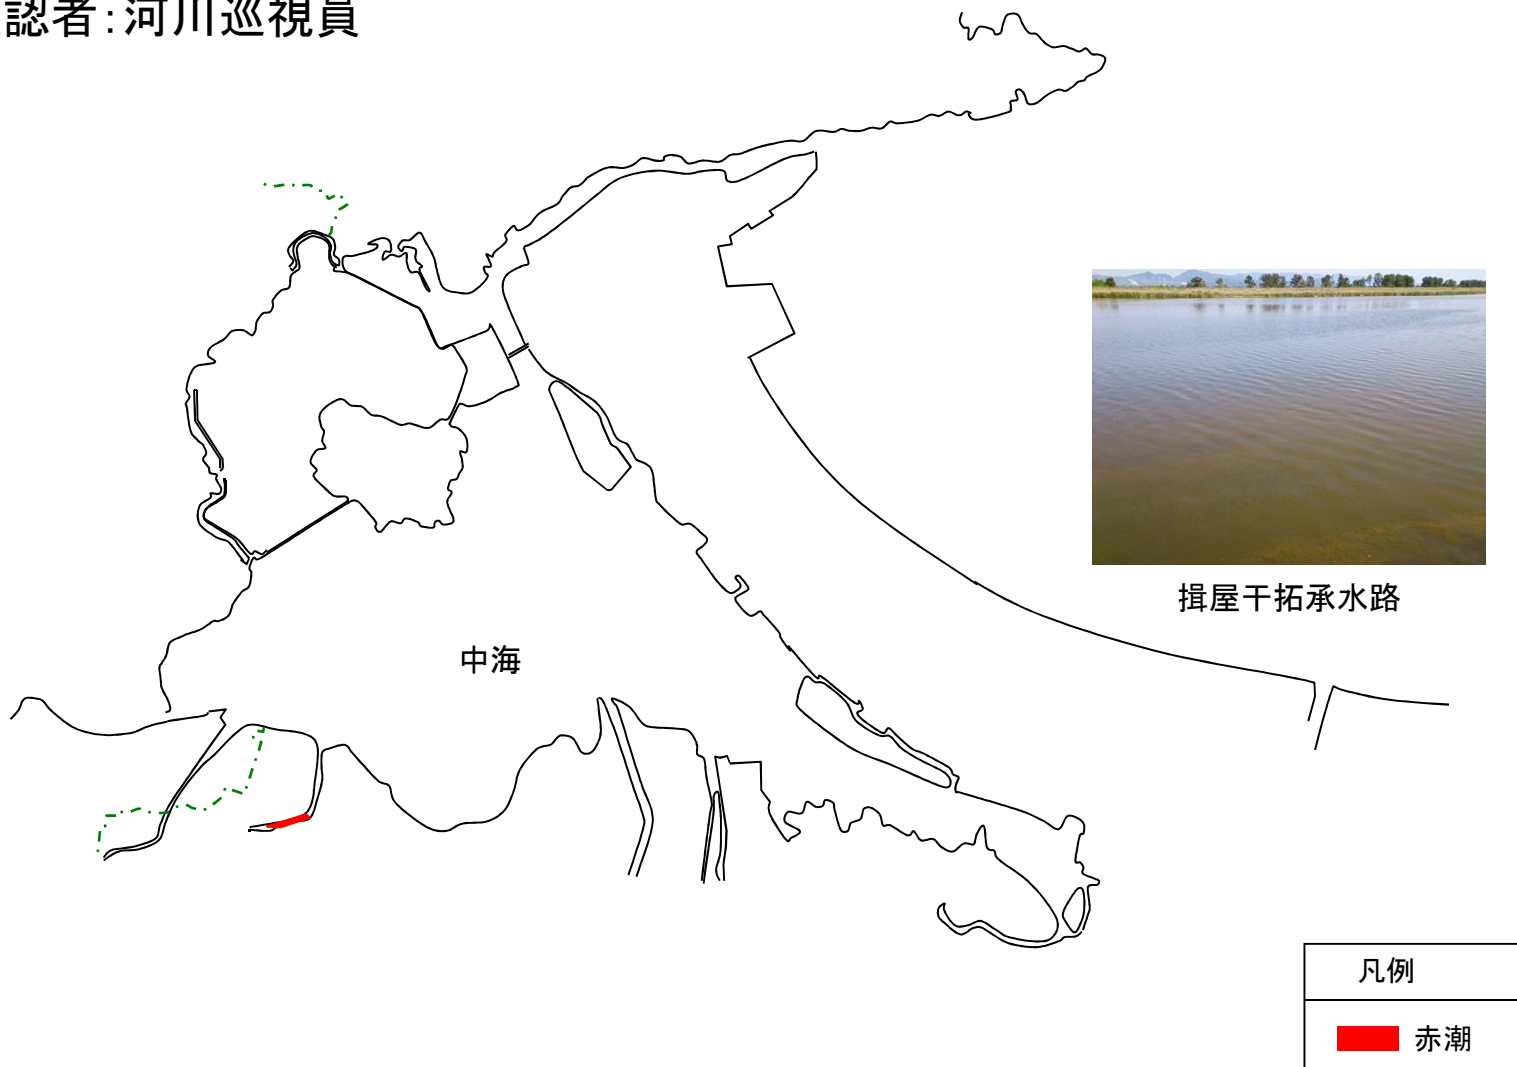 認者：河川巡視員
揖屋干拓承水路
中海
凡例
赤潮